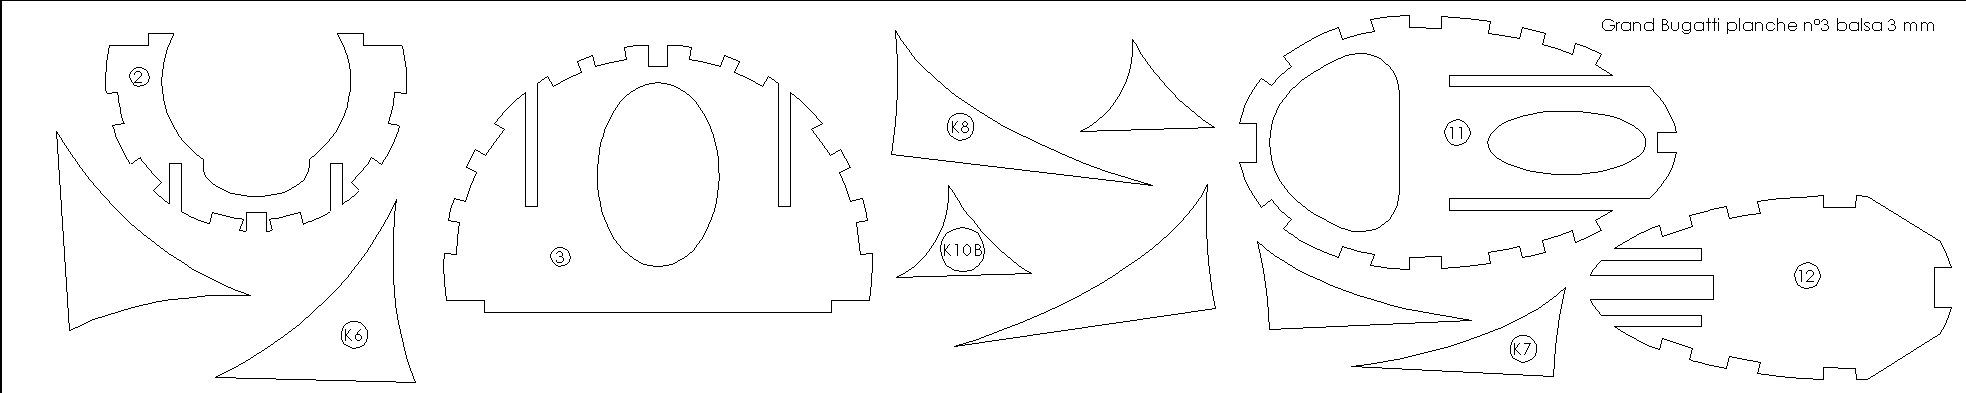 Grand Bugatti planche n°3 balsa 3 mm
2
K8
11
K10B
3
12
K6
K7